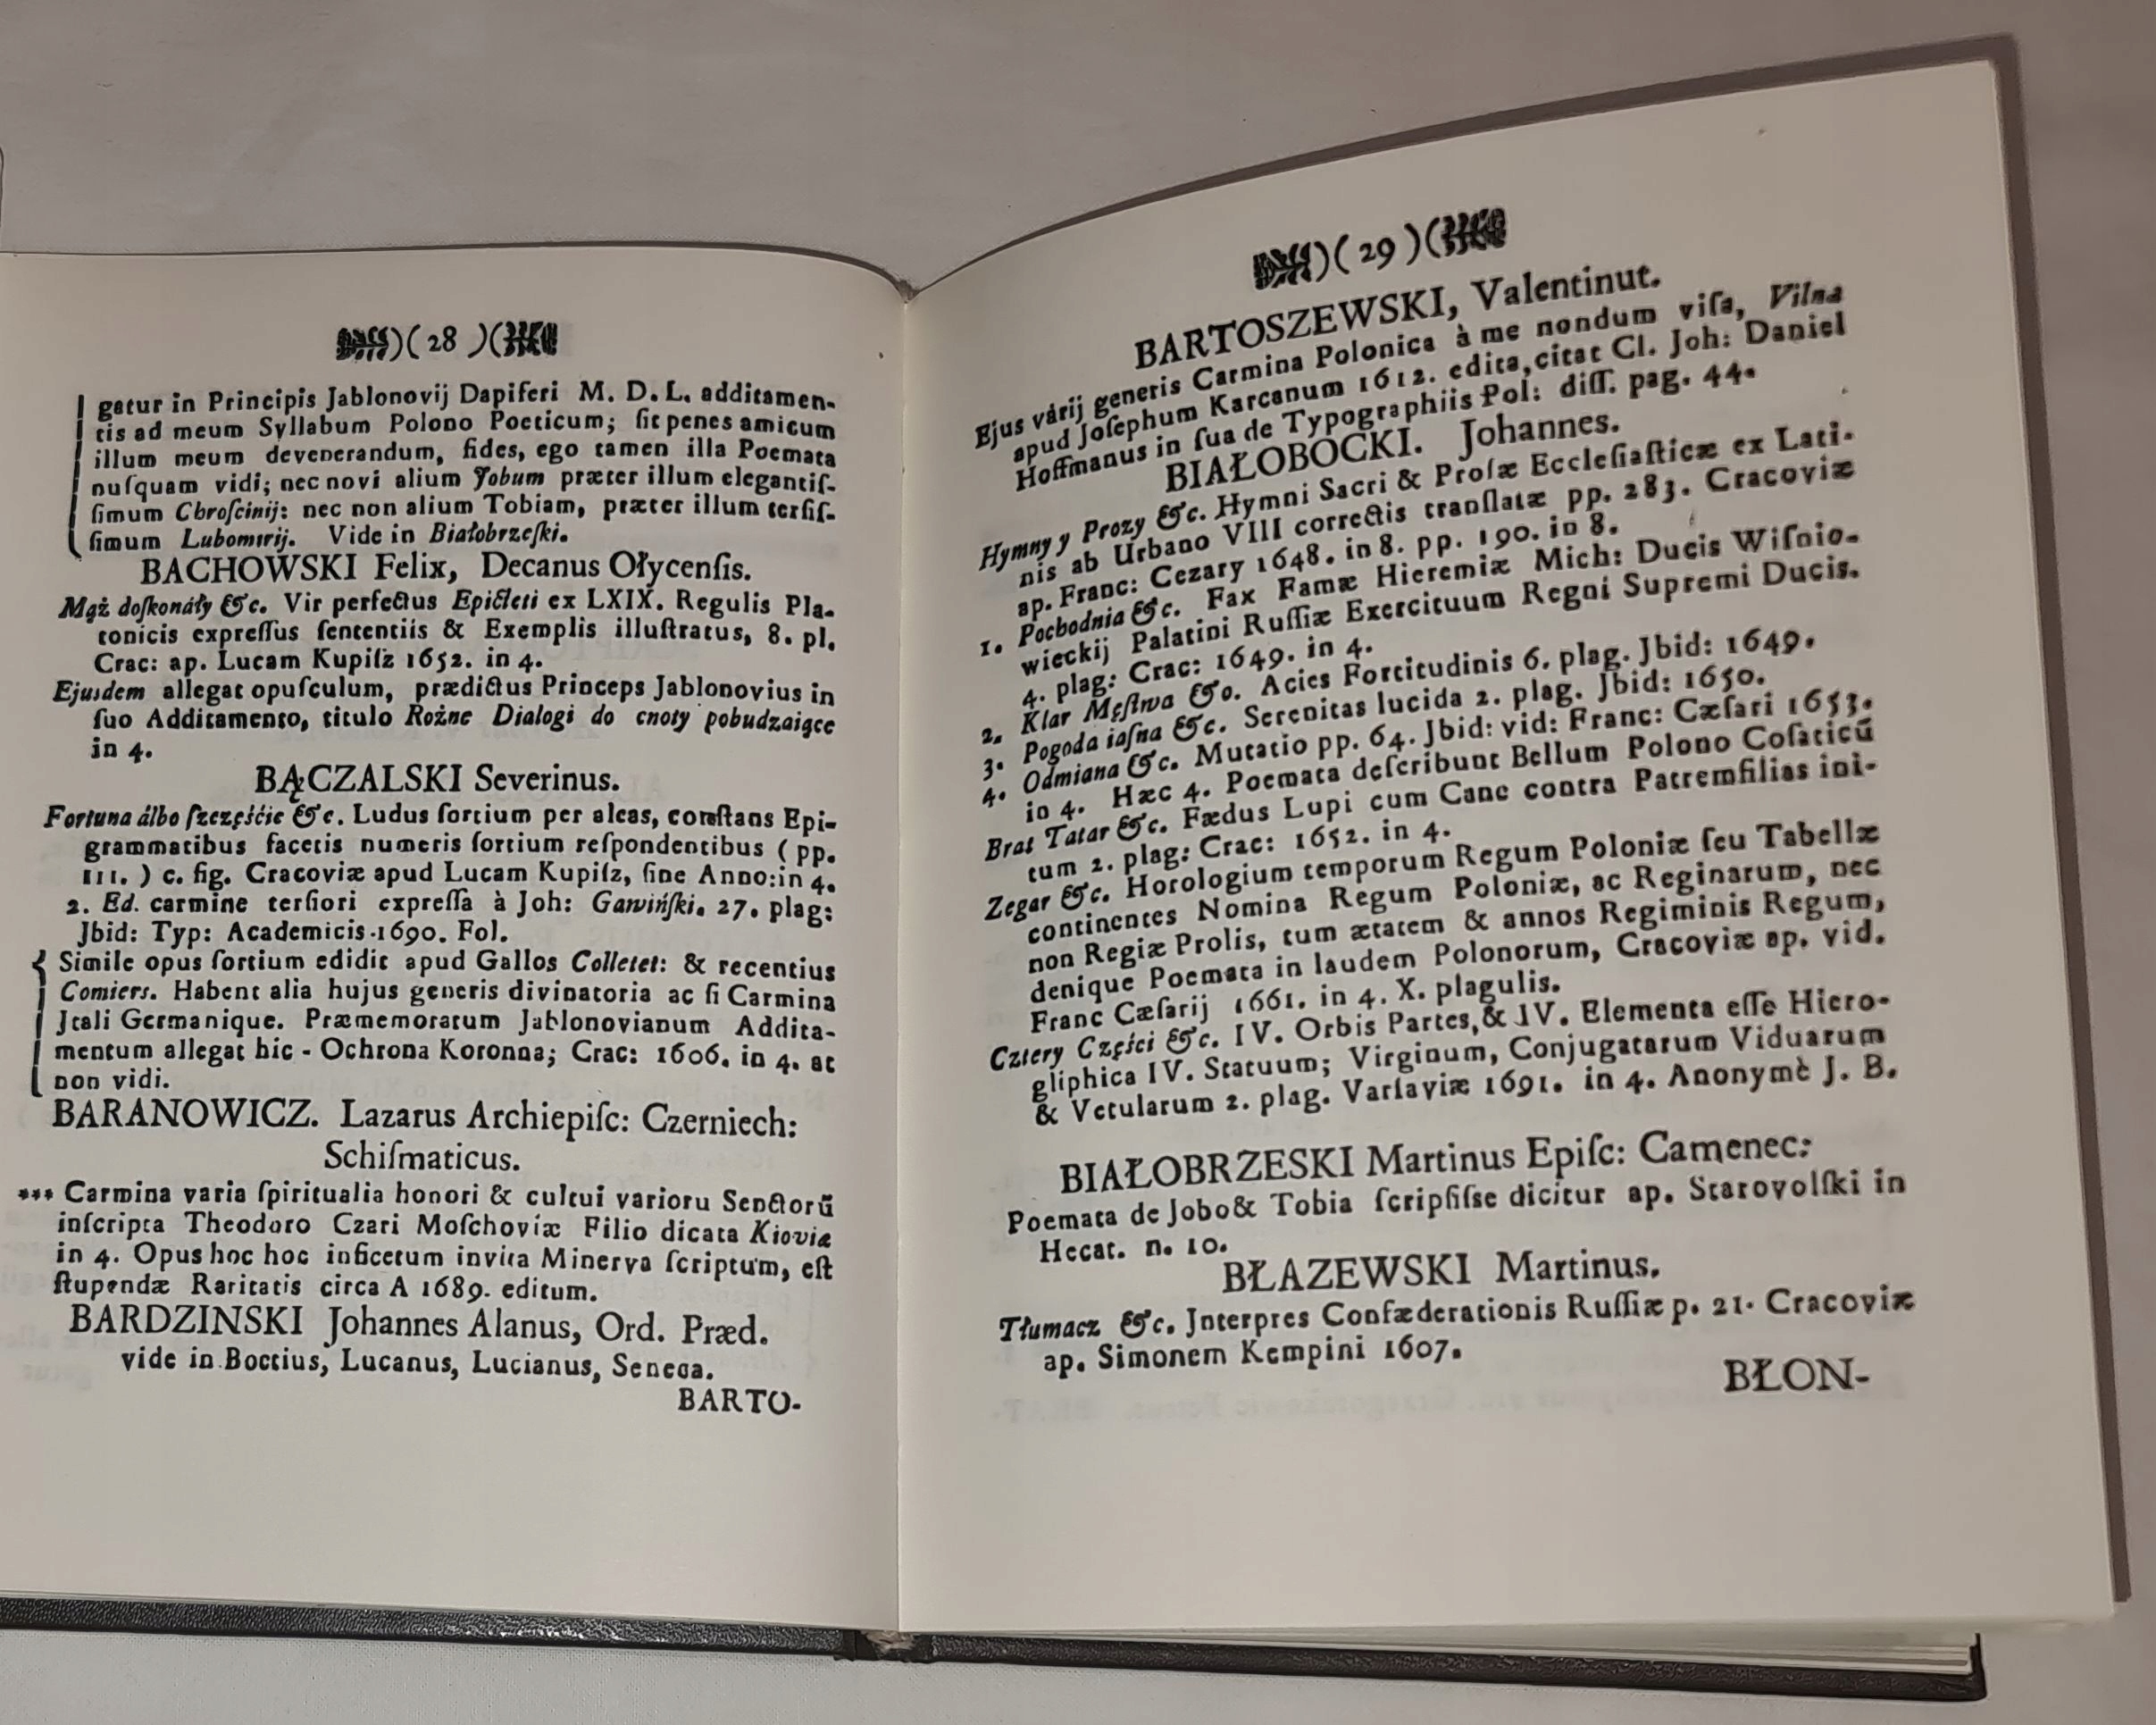 )( 28 )(
getur in Principis Jablonovij Dapiferi M. D. L. additamen-
tis ad meum Syllabum Polono Poeticum; ſit penes amicum
illum meum devenerandum, fides, ego tamen illa Poemata
nuſquam vidi; nec novi alium Jobum præter illum elegantiſ-
ſimum Chroſcinij: nec non alium Tobiam, præter illum terſiſ-
ſimum Lubomirij. Vide in Białobrzeſki.
BACHOWSKI Felix, Decanus Ołycenſis.
Mąż doſkonáły &c. Vir perfectus Epicteti ex LXIX. Regulis Pla-
tonicis expreſſus ſententiis & Exemplis illuſtratus, 8. pl.
Crac: ap. Lucam Kupiſz 1652. in 4.
Ejusdem allegat opuſculum, prædictus Princeps Jablonovius in
ſuo Additamento, titulo Rożne Dialogi do cnoty pobudzaiące
in 4.
BĄCZALSKI Severinus.
Fortuna álbo ſzczęśćie &c. Ludus ſortium per aleas, conſtans Epi-
grammatibus facetis numeris ſortium reſpondentibus ( pp.
III. ) c. fig. Cracoviæ apud Lucam Kupiſz, ſine Anno:in 4.
2. Ed. carmine terſiori expreſſa à Joh: Gawińſki. 27. plag:
Jbid: Typ: Academicis 1690. Fol.
Simile opus ſortium edidit apud Gallos Colletet: & recentius
Comiers. Habent alia hujus generis divinatoria ac ſi Carmina
Jtali Germanique. Præmemoratum Jablonovianum Addita-
mentum allegat hic - Ochrona Koronna; Crac: 1606. in 4. at
non vidi.
BARANOWICZ. Lazarus Archiepiſc: Czerniech:
Schiſmaticus.
*** Carmina varia ſpiritualia honori & cultui varioru Senctorū
inſcripta Theodoro Czari Moſchoviæ Filio dicata Kioviæ
in 4. Opus hoc hoc inficetum invita Minerva ſcriptum, eſt
ſtupendæ Raritatis circa A 1689. editum.
BARDZINSKI Johannes Alanus, Ord. Præd.
vide in Boctius, Lucanus, Lucianus, Seneca.
BARTO-
)( 29 )(
BARTOSZEWSKI, Valentinut.
Ejus várij generis Carmina Polonica à me nondum viſa, Vilna
apud Joſephum Karcanum 1612. edita, citat Cl. Joh: Daniel
Hoffmanus in ſua de Typographiis Pol: diſſ. pag. 44.
BIAŁOBOCKI. Johannes.
Hymny y Prozy &c. Hymni Sacri & Proſæ Eccleſiaſticæ ex Lati-
nis ab Urbano VIII correctis tranſlatæ pp. 283. Cracoviæ
ap. Franc: Cezary 1648. in 8. pp. 190. in 8.
1. Pochodnia &c. Fax Famæ Hieremiæ Mich: Ducis Wiſnio-
wieckij Palatini Ruſſiæ Exercituum Regni Supremi Ducis.
4. plag: Crac: 1649. in 4.
2. Klar Męſtwa &o. Acies Fortitudinis 6. plag. Jbid: 1649.
3. Pogoda iaſna &c. Serenitas lucida 2. plag. Jbid: 1650.
4. Odmiana &c. Mutatio pp. 64. Jbid: vid: Franc: Cæſari 1653.
in 4. Hæc 4. Poemata deſcribunt Bellum Polono Coſaticū
Brat Tatar &c. Fædus Lupi cum Cane contra Patremfilias ini-
tum 2. plag: Crac: 1652. in 4.
Zegar &c. Horologium temporum Regum Poloniæ ſeu Tabellæ
continentes Nomina Regum Poloniæ, ac Reginarum, nec
non Regiæ Prolis, tum ætatem & annos Regiminis Regum,
denique Poemata in laudem Polonorum, Cracoviæ ap. vid.
Franc Cæſarij 1661. in 4. X. plagulis.
Cztery Częśći &c. IV. Orbis Partes, & IV. Elementa eſſe Hiero-
gliphica IV. Statuum; Virginum, Conjugatarum Viduarum
& Vetularum 2. plag. Varſaviæ 1691. in 4. Anonymè J. B.
BIAŁOBRZESKI Martinus Epiſc: Camenec:
Poemata de Jobo& Tobia ſcripſiſse dicitur ap. Starovolſki in
Hecat. n. 10.
BŁAZEWSKI Martinus.
Tłumacz &c. Jnterpres Confæderationis Ruſſiæ p. 21. Cracoviæ
ap. Simonem Kempini 1607.
BŁON-